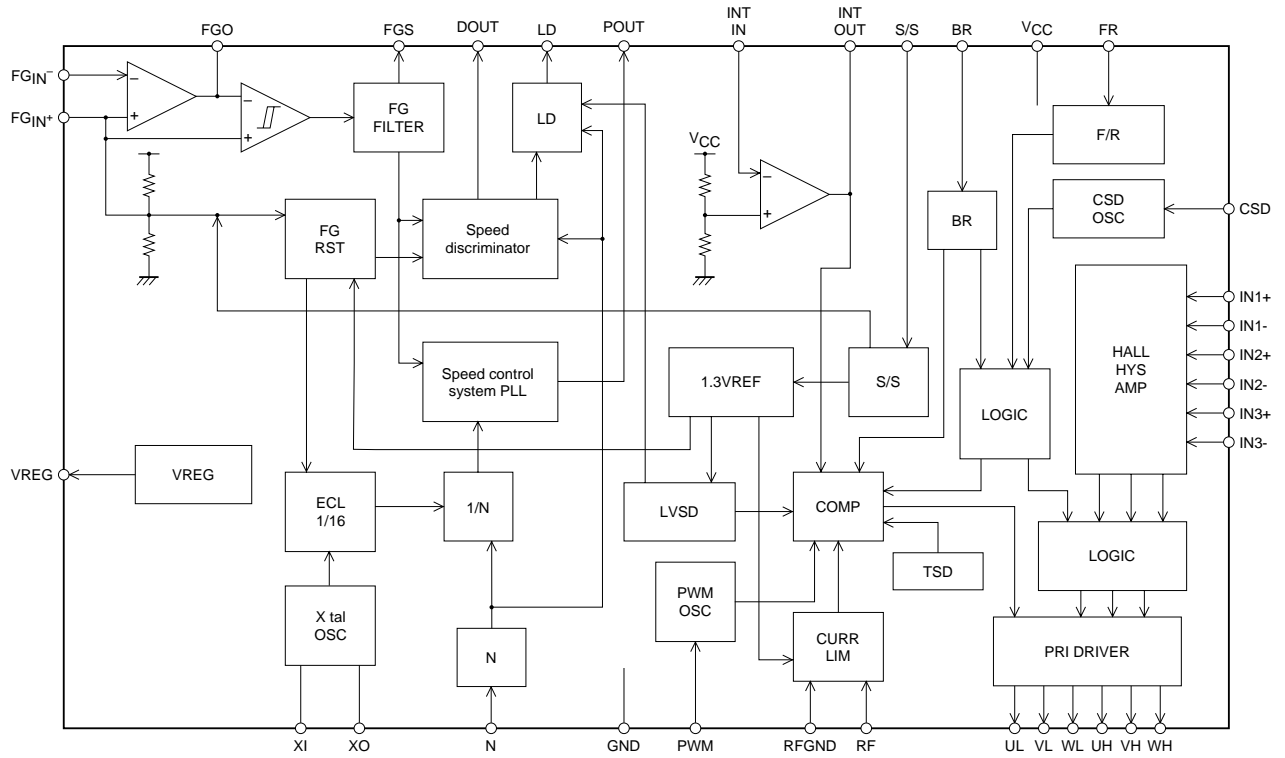 FGO
FGS
DOUT
LD
POUT
INT
IN
INT
OUT
S/S
BR
VCC
FR
FGIN−
FGIN+
−
+
−
+
FG
FILTER
LD
VCC
−
+
F/R
BR
CSD
OSC
CSD
FG
RST
Speed
discriminator
HALL
HYS
AMP
IN1+
IN1-
IN2+
IN2-
IN3+
IN3-
Speed control
system PLL
1.3VREF
S/S
LOGIC
VREG
VREG
ECL
1/16
1/N
LVSD
COMP
TSD
LOGIC
X tal
OSC
N
PWM
OSC
CURR
LIM
PRI DRIVER
XI
XO
N
GND
PWM
RFGND
RF
UL
VL
WL
UH
VH
WH